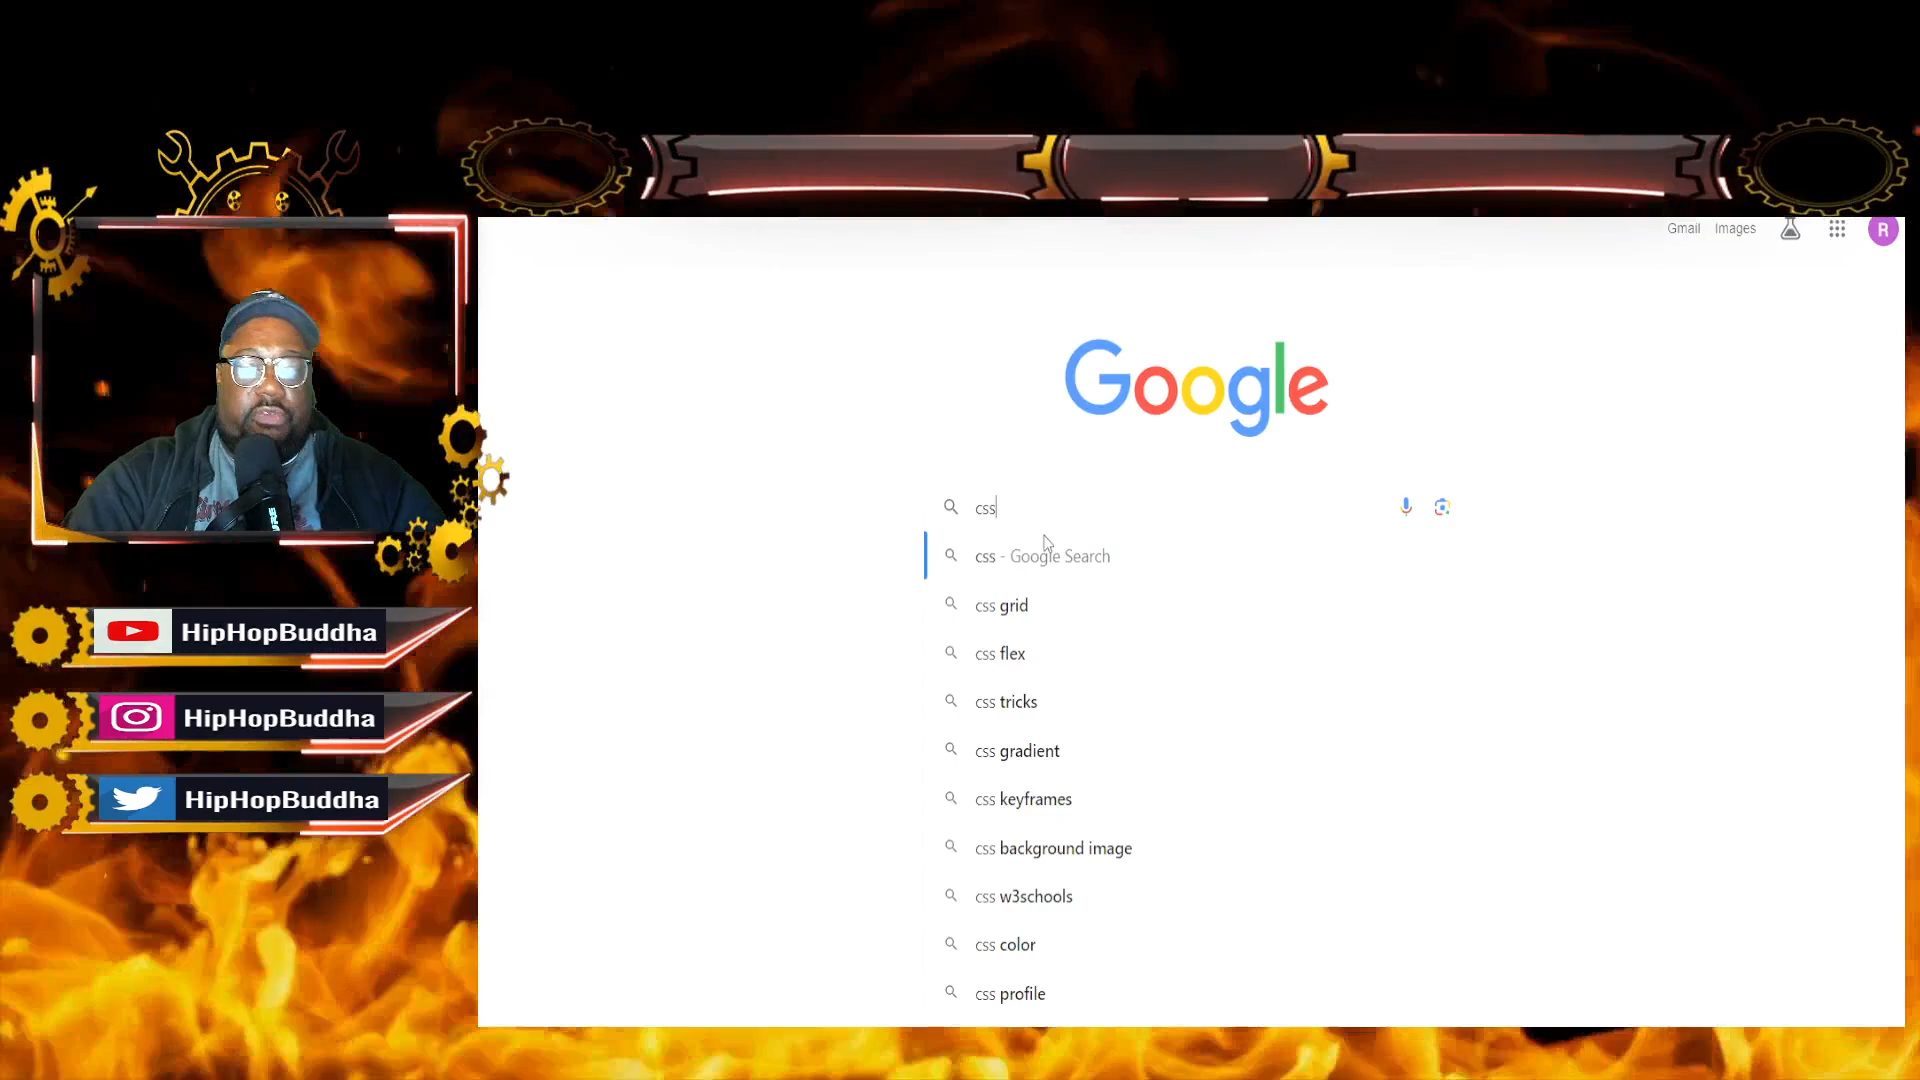 Gmail Images
R
Google
css
css - Google Search
css grid
css flex
css tricks
css gradient
css keyframes
css background image
css w3schools
css color
css profile
HipHopBuddha
HipHopBuddha
HipHopBuddha